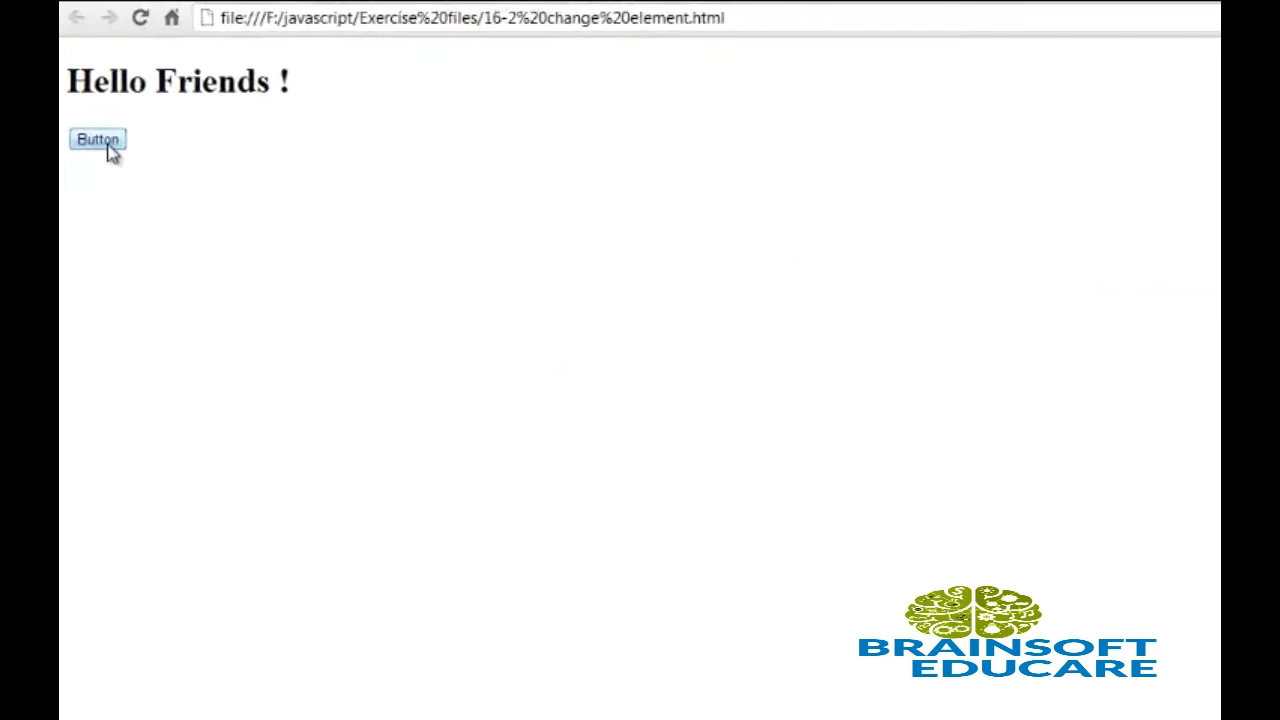 file:///F:/javascript/Exercise%20files/16-2%20change%20element.html
Hello Friends !
Button
BRAINSOFT
EDUCARE